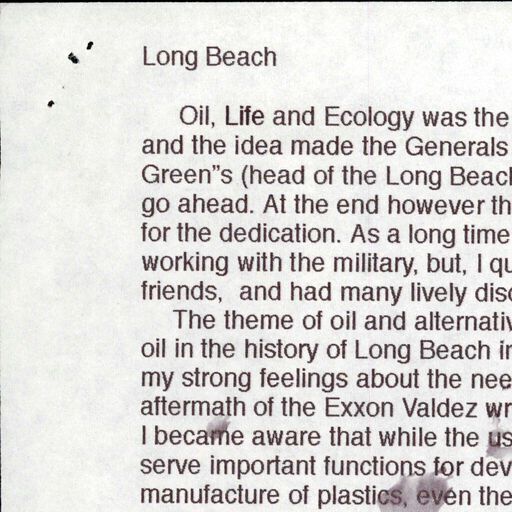 Long Beach
Oil, Life and Ecology was the
and the idea made the Generals
Green"s (head of the Long Beach
go ahead. At the end however th
for the dedication. As a long time
working with the military, but, I qu
friends, and had many lively disc
The theme of oil and alternativ
oil in the history of Long Beach in
my strong feelings about the nee
aftermath of the Exxon Valdez wr
I became aware that while the us
serve important functions for dev
manufacture of plastics, even the